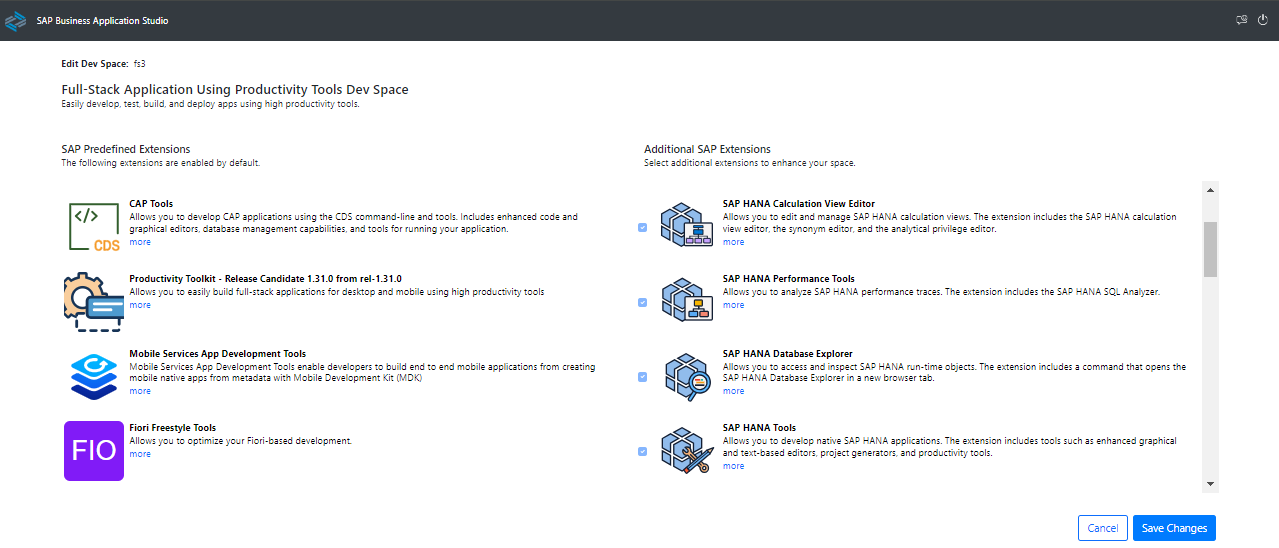 SAP Business Application Studio
Edit Dev Space: fs3
Full-Stack Application Using Productivity Tools Dev Space
Easily develop, test, build, and deploy apps using high productivity tools.
SAP Predefined Extensions
The following extensions are enabled by default.
</>
CDS
CAP Tools
Allows you to develop CAP applications using the CDS command-line and tools. Includes enhanced code and
graphical editors, database management capabilities, and tools for running your application.
more
Productivity Toolkit - Release Candidate 1.31.0 from rel-1.31.0
Allows you to easily build full-stack applications for desktop and mobile using high productivity tools
more
Mobile Services App Development Tools
Mobile Services App Development Tools enable developers to build end to end mobile applications from creating
mobile native apps from metadata with Mobile Development Kit (MDK)
more
FIO
Fiori Freestyle Tools
Allows you to optimize your Fiori-based development.
more
Additional SAP Extensions
Select additional extensions to enhance your space.
SAP HANA Calculation View Editor
Allows you to edit and manage SAP HANA calculation views. The extension includes the SAP HANA calculation
view editor, the synonym editor, and the analytical privilege editor.
more
SAP HANA Performance Tools
Allows you to analyze SAP HANA performance traces. The extension includes the SAP HANA SQL Analyzer.
more
SAP HANA Database Explorer
Allows you to access and inspect SAP HANA run-time objects. The extension includes a command that opens the
SAP HANA Database Explorer in a new browser tab.
more
SAP HANA Tools
Allows you to develop native SAP HANA applications. The extension includes tools such as enhanced graphical
and text-based editors, project generators, and productivity tools.
more
Cancel
Save Changes